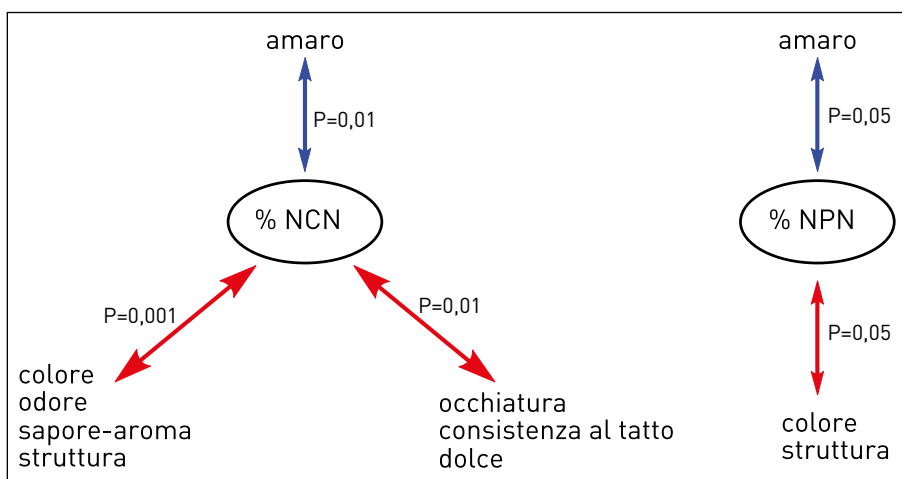 amaro
P=0,01
% NCN
P=0,001
P=0,01
colore
odore
sapore-aroma
struttura
occhiatura
consistenza al tatto
dolce
amaro
P=0,05
% NPN
P=0,05
colore
struttura